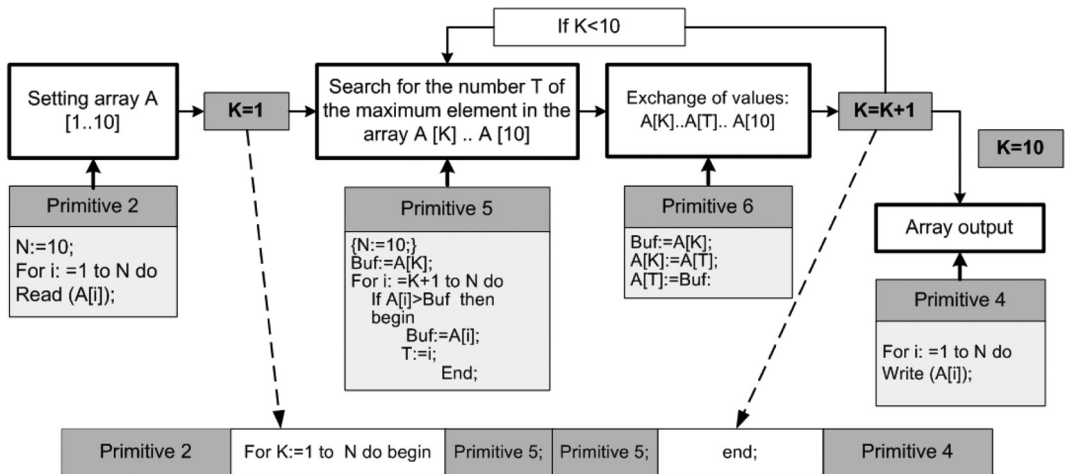 If K<10
Setting array A
[1..10]
K=1
Search for the number T of
the maximum element in the
array A [K] .. A [10]
Exchange of values:
A[K]..A[T].. A[10]
K=K+1
K=10
Array output
Primitive 2
N:=10;
For i: =1 to N do
Read (A[i]);
Primitive 5
{N:=10;}
Buf:=A[K];
For i: =K+1 to N do
If A[i]>Buf then
begin
Buf:=A[i];
T:=i;
End;
Primitive 6
Buf:=A[K];
A[K]:=A[T];
A[T]:=Buf:
Primitive 4
For i: =1 to N do
Write (A[i]);
Primitive 2
For K:=1 to N do begin
Primitive 5;
Primitive 5;
end;
Primitive 4